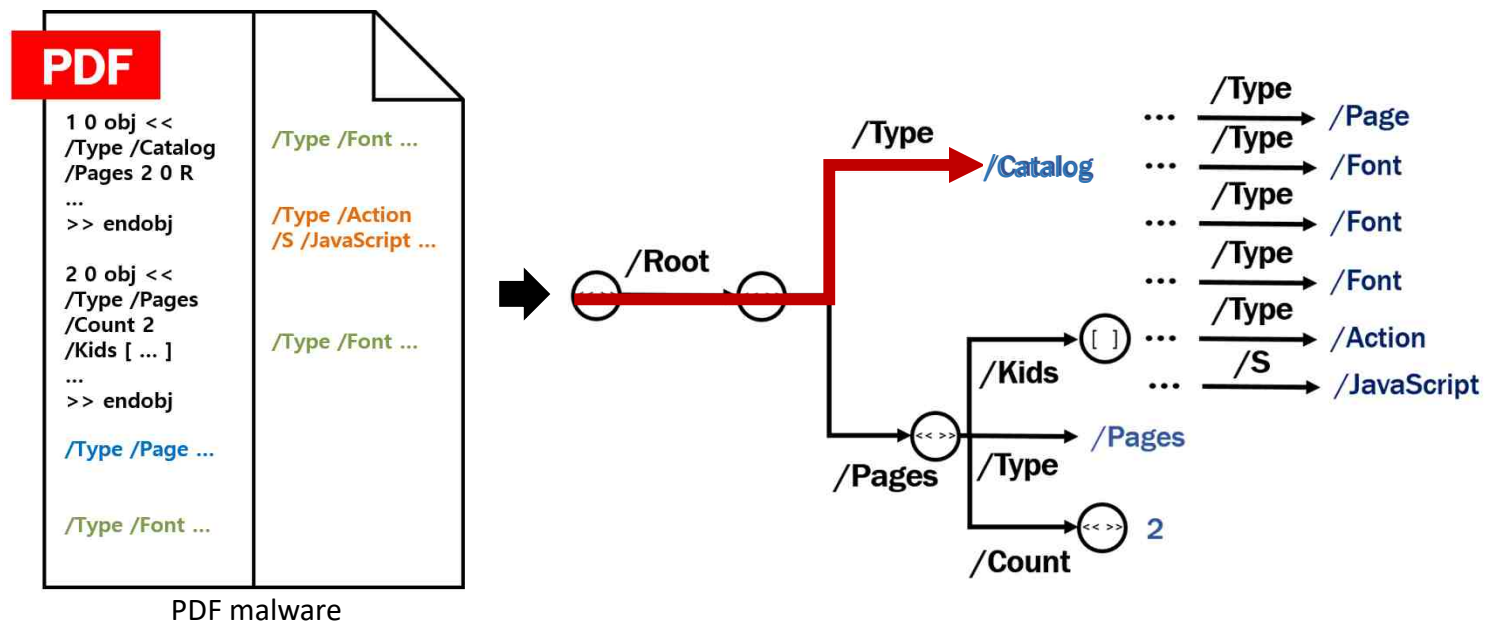 PDF
1 0 obj <<
/Type /Catalog
/Pages 2 0 R
...
>> endobj
2 0 obj <<
/Type /Pages
/Count 2
/Kids [ ... ]
...
>> endobj
/Type /Page ...
/Type /Font ...
/Type /Font ...
/Type /Action
/S /JavaScript ...
/Type /Font ...
PDF malware
/Root
/Type
/Catalog
/Pages
<< >>
/Kids
[ ]
/Type
/Pages
/Count
<< >>
2
... /Type /Page
... /Type /Font
... /Type /Font
... /Type /Font
... /Type /Action
... /S /JavaScript